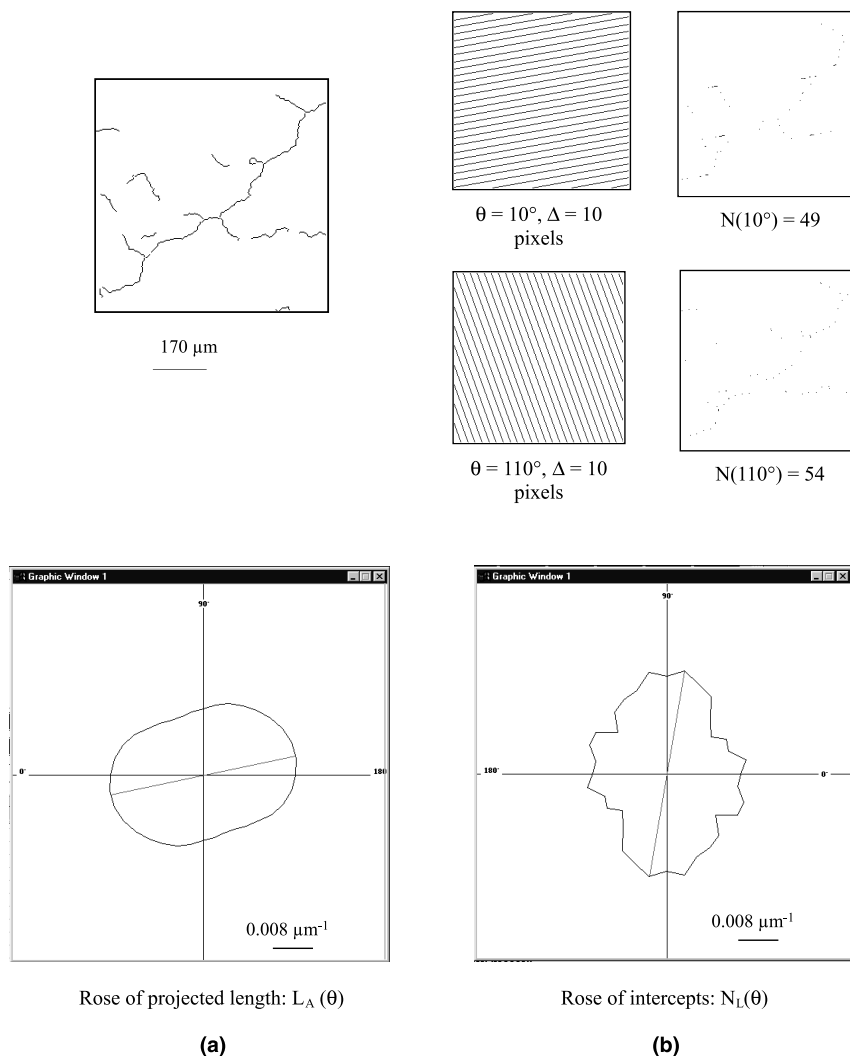 θ = 10°, Δ = 10
pixels
N(10°) = 49
170 µm
θ = 110°, Δ = 10
pixels
N(110°) = 54
Graphic Window 1
90°
0°
180
0.008 µm-1
Rose of projected length: LA (θ)
(a)
Graphic Window 1
90°
180°
0°
0.008 µm-1
Rose of intercepts: NL(θ)
(b)